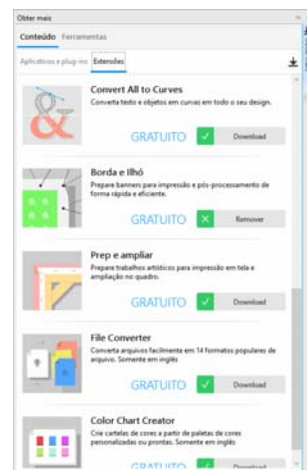 Obter mais
Conteúdo Ferramentas
Aplicativos e plug-ins Extensões
Convert All to Curves
Converta texto e objetos em curvas em todo o seu design.
GRATUITO Download
Borda e Ilhó
Prepare banners para impressão e pós-processamento de
forma rápida e eficiente.
GRATUITO Remover
Prep e ampliar
Prepare trabalhos artísticos para impressão em tela e
ampliação no quadro.
GRATUITO Download
File Converter
Converta arquivos facilmente em 14 formatos populares de
arquivo. Somente em inglês
GRATUITO Download
Color Chart Creator
Crie cartelas de cores a partir de paletas de cores
personalizadas ou prontas. Somente em inglês
GRATUITO Download